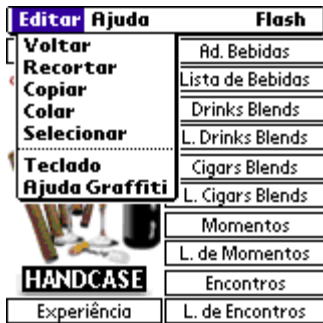 Editar Ajuda Flash
Voltar
Recortar
Copiar
Colar
Selecionar
Teclado
Ajuda Graffiti
Ad. Bebidas
Lista de Bebidas
Drinks Blends
L. Drinks Blends
Cigars Blends
L. Cigars Blends
Momentos
L. de Momentos
HANDCASE
Encontros
Experiência
L. de Encontros